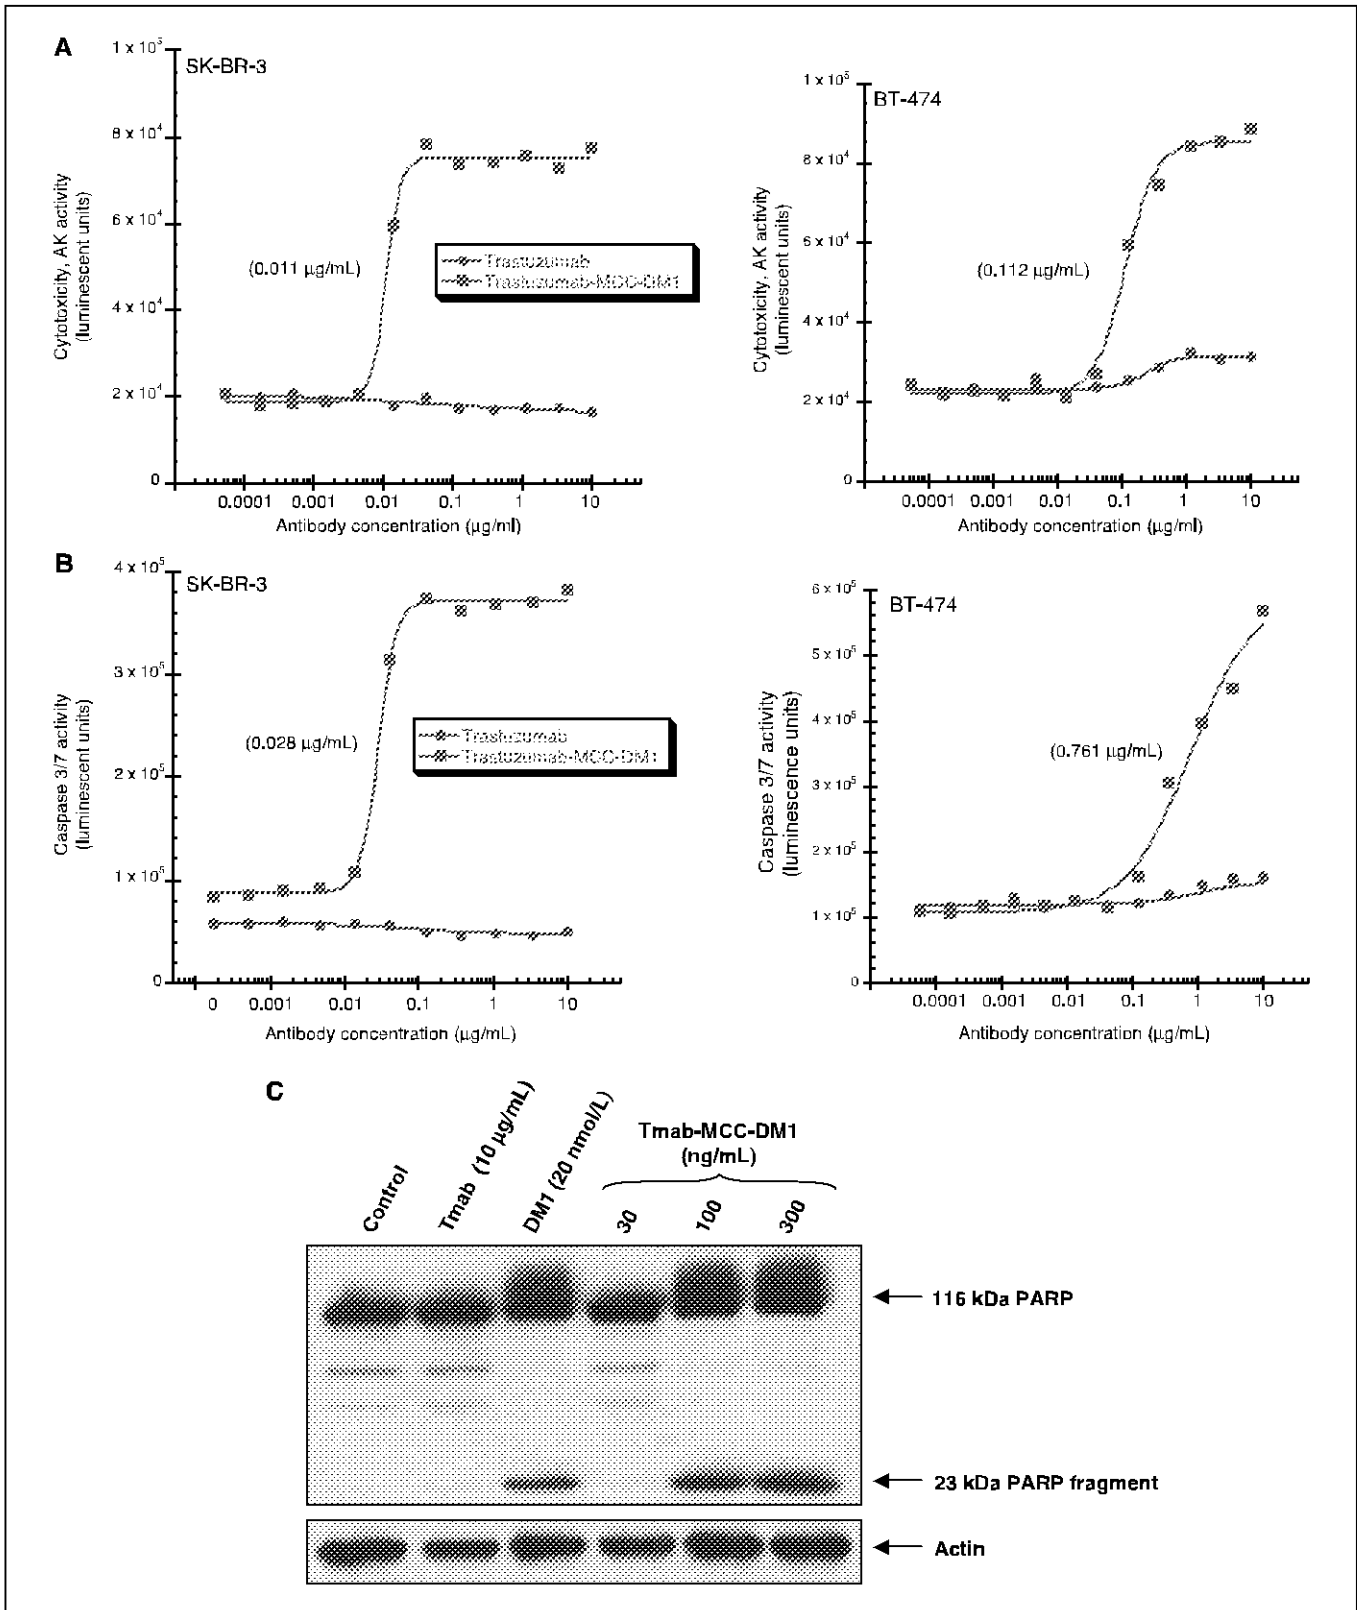 A
SK-BR-3
1 x 10⁵
8 x 10⁴
6 x 10⁴
4 x 10⁴
2 x 10⁴
0
Cytotoxicity, AK activity
(luminescent units)
(0.011 µg/mL)
Trastuzumab
Trastuzumab-MCC-DM1
0.0001 0.001 0.01 0.1 1 10
Antibody concentration (µg/ml)
BT-474
1 x 10⁵
8 x 10⁴
6 x 10⁴
4 x 10⁴
2 x 10⁴
0
Cytotoxicity, AK activity
(luminescent units)
(0.112 µg/mL)
0.0001 0.001 0.01 0.1 1 10
Antibody concentration (µg/ml)
B
SK-BR-3
4 x 10⁵
3 x 10⁵
2 x 10⁵
1 x 10⁵
0
Caspase 3/7 activity
(luminescent units)
(0.028 µg/mL)
Trastuzumab
Trastuzumab-MCC-DM1
0 0.001 0.01 0.1 1 10
Antibody concentration (µg/mL)
BT-474
6 x 10⁵
5 x 10⁵
4 x 10⁵
3 x 10⁵
2 x 10⁵
1 x 10⁵
0
Caspase 3/7 activity
(luminescence units)
(0.761 µg/mL)
0.0001 0.001 0.01 0.1 1 10
Antibody concentration (µg/mL)
C
Control
Tmab (10 µg/mL)
DM1 (20 nmol/L)
Tmab-MCC-DM1
(ng/mL)
30 100 300
116 kDa PARP
23 kDa PARP fragment
Actin